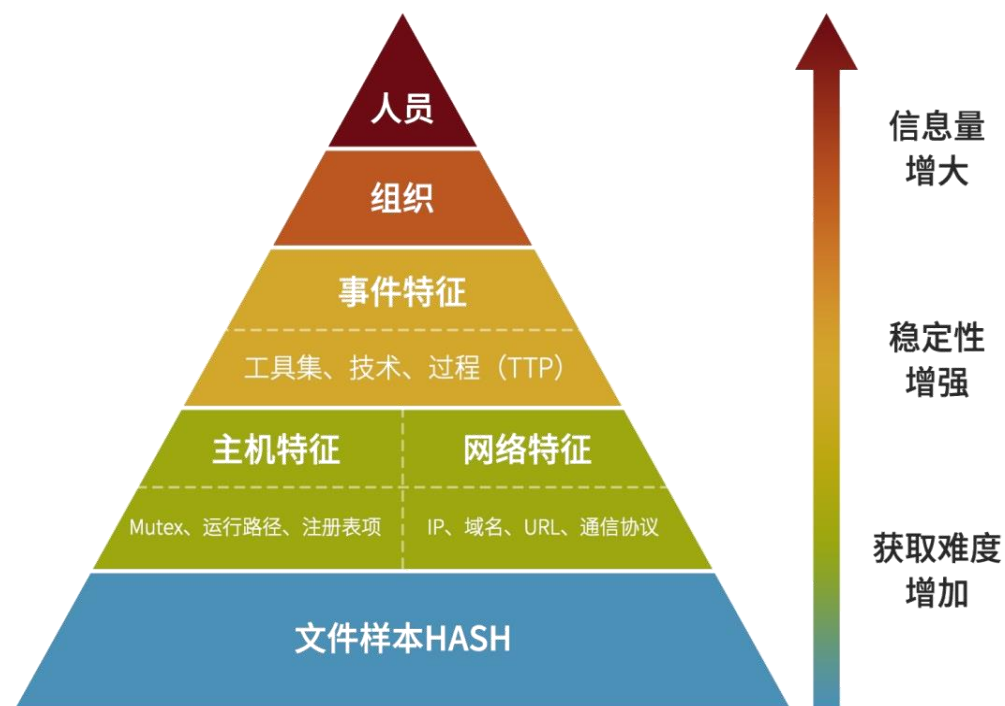 人员
组织
事件特征
工具集、技术、过程（TTP）
主机特征
网络特征
Mutex、运行路径、注册表项
IP、域名、URL、通信协议
文件样本HASH
信息量
增大
稳定性
增强
获取难度
增加